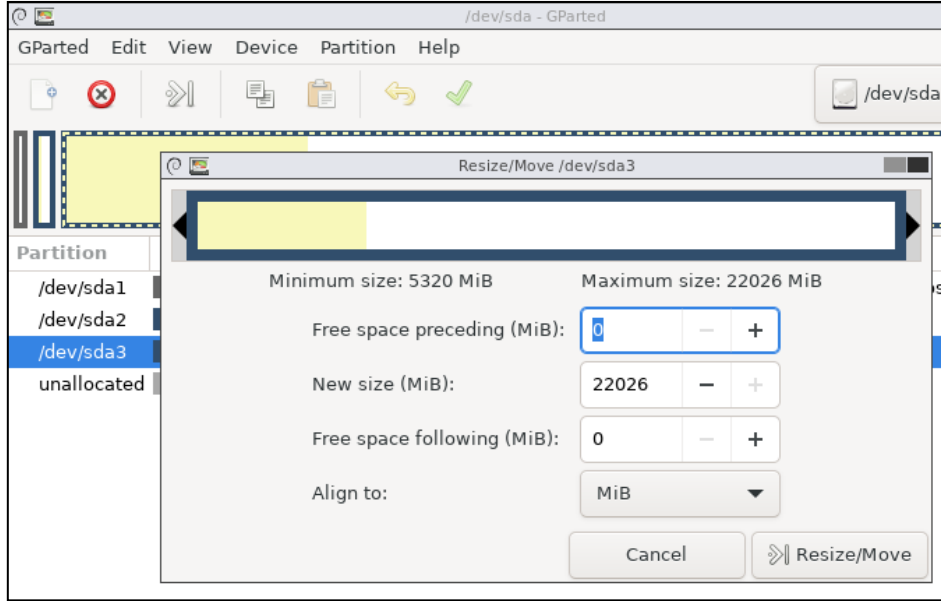 /dev/sda - GParted
GParted Edit View Device Partition Help
/dev/sda
Resize/Move /dev/sda3
Partition
Minimum size: 5320 MiB Maximum size: 22026 MiB
/dev/sda1
Free space preceding (MiB): 0
/dev/sda2
/dev/sda3
New size (MiB): 22026
unallocated
Free space following (MiB): 0
Align to: MiB
Cancel Resize/Move